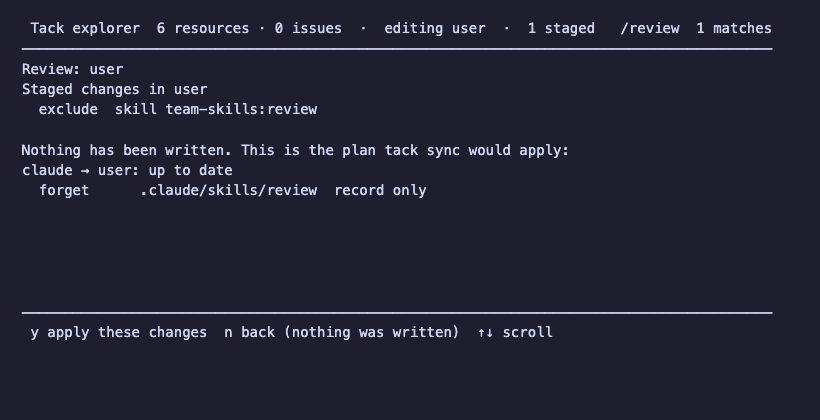 Tack explorer  6 resources · 0 issues  ·  editing user  ·  1 staged   /review  1 matches
Review: user
Staged changes in user
  exclude  skill team-skills:review
Nothing has been written. This is the plan tack sync would apply:
claude → user: up to date
  forget      .claude/skills/review  record only
y apply these changes  n back (nothing was written)  ↑↓ scroll